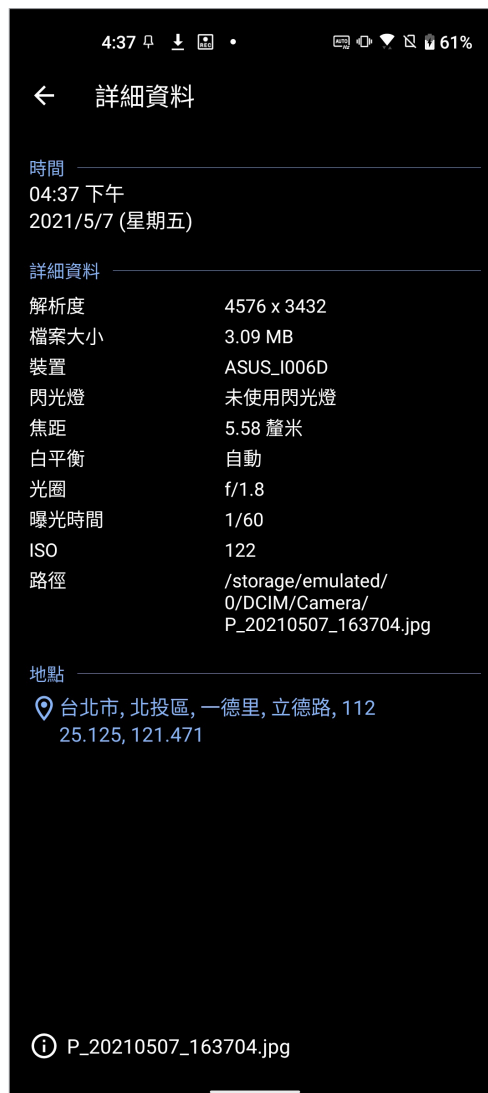 4:37 REC AUTO Hz 61%
詳細資料
時間
04:37 下午
2021/5/7 (星期五)
詳細資料
解析度 4576 x 3432
檔案大小 3.09 MB
裝置 ASUS_I006D
閃光燈 未使用閃光燈
焦距 5.58 釐米
白平衡 自動
光圈 f/1.8
曝光時間 1/60
ISO 122
路徑 /storage/emulated/
0/DCIM/Camera/
P_20210507_163704.jpg
地點
台北市, 北投區, 一德里, 立德路, 112
25.125, 121.471
P_20210507_163704.jpg